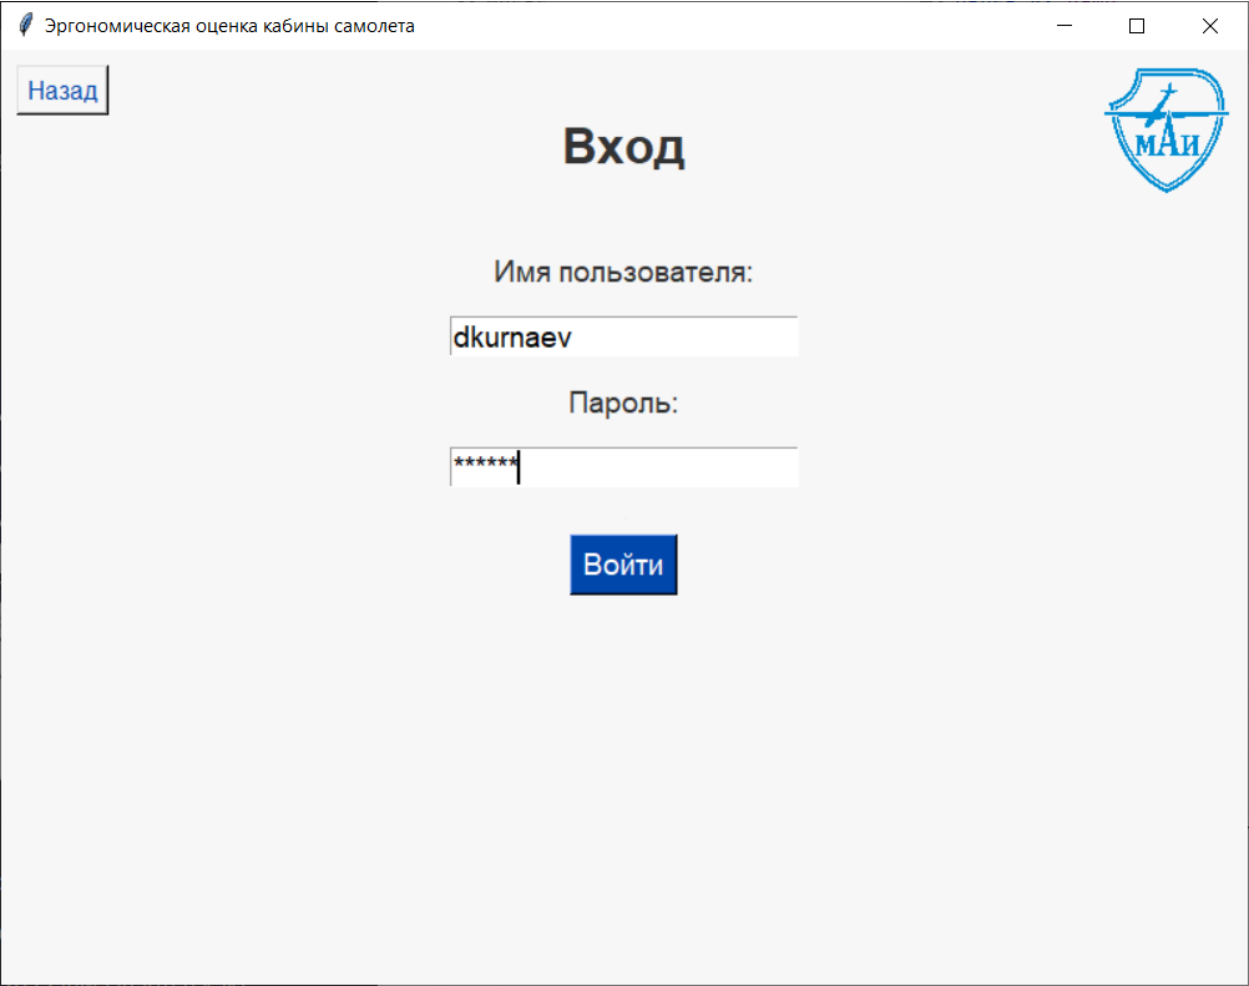 Эргономическая оценка кабины самолета
Назад
МАИ
Вход
Имя пользователя:
dkurnaev
Пароль:
******
Войти